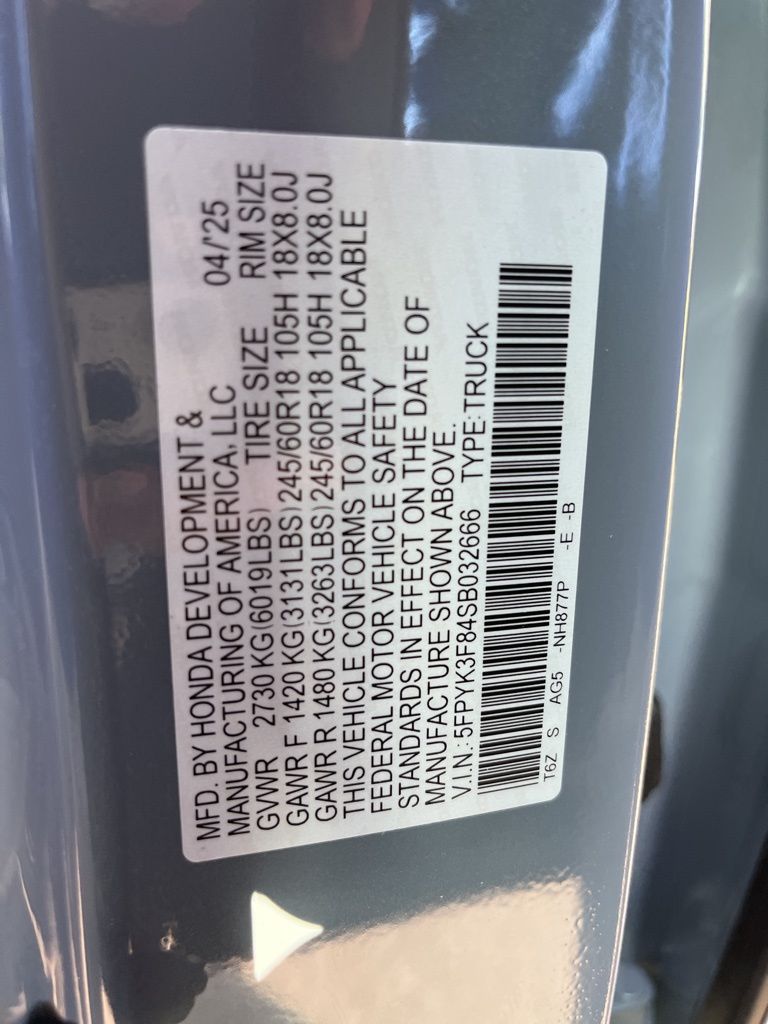 MFD. BY HONDA DEVELOPMENT &
MANUFACTURING OF AMERICA, LLC 04/'25
GVWR 2730 KG(6019LBS) TIRE SIZE RIM SIZE
GAWR F 1420 KG(3131LBS) 245/60R18 105H 18X8.0J
GAWR R 1480 KG(3263LBS) 245/60R18 105H 18X8.0J
THIS VEHICLE CONFORMS TO ALL APPLICABLE
FEDERAL MOTOR VEHICLE SAFETY
STANDARDS IN EFFECT ON THE DATE OF
MANUFACTURE SHOWN ABOVE.
V.I.N.: 5FPYK3F84SB032666 TYPE: TRUCK
T6Z S AG5 -NH877P -E -B